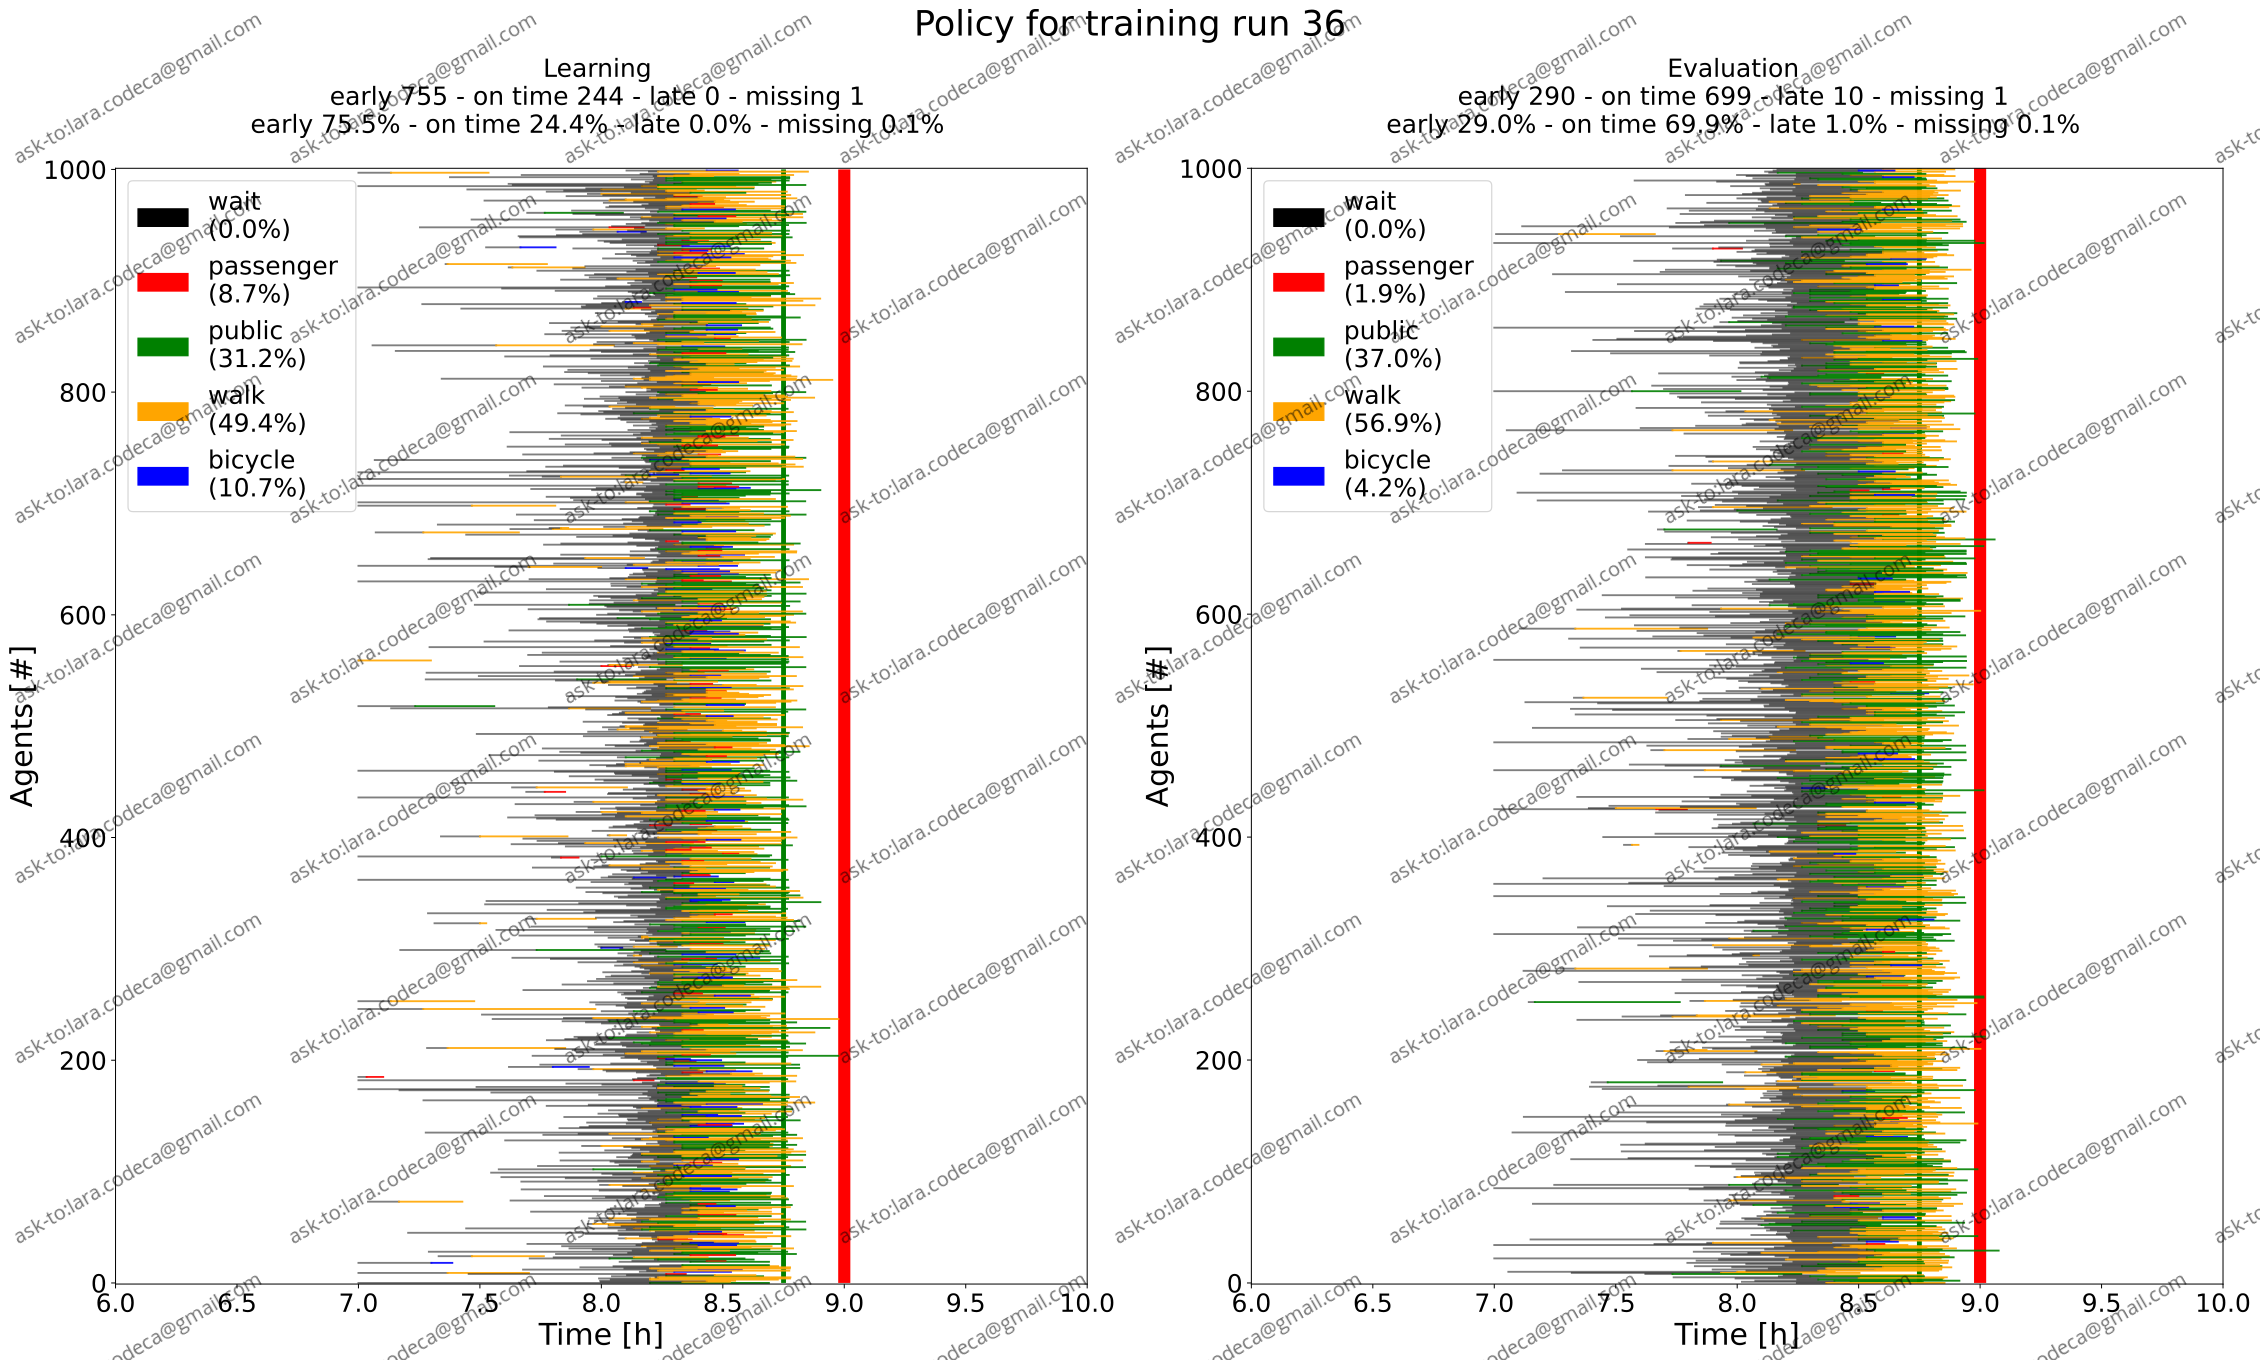 Policy for training run 36
Learning
early 755 - on time 244 - late 0 - missing 1
early 75.5% - on time 24.4% - late 0.0% - missing 0.1%
1000
800
600
400
200
0
Agents [#]
wait
(0.0%)
passenger
(8.7%)
public
(31.2%)
walk
(49.4%)
bicycle
(10.7%)
6.0 6.5 7.0 7.5 8.0 8.5 9.0 9.5 10.0
Time [h]
Evaluation
early 290 - on time 699 - late 10 - missing 1
early 29.0% - on time 69.9% - late 1.0% - missing 0.1%
1000
800
600
400
200
0
Agents [#]
wait
(0.0%)
passenger
(1.9%)
public
(37.0%)
walk
(56.9%)
bicycle
(4.2%)
6.0 6.5 7.0 7.5 8.0 8.5 9.0 9.5 10.0
Time [h]
ask-to:lara.codeca@gmail.com